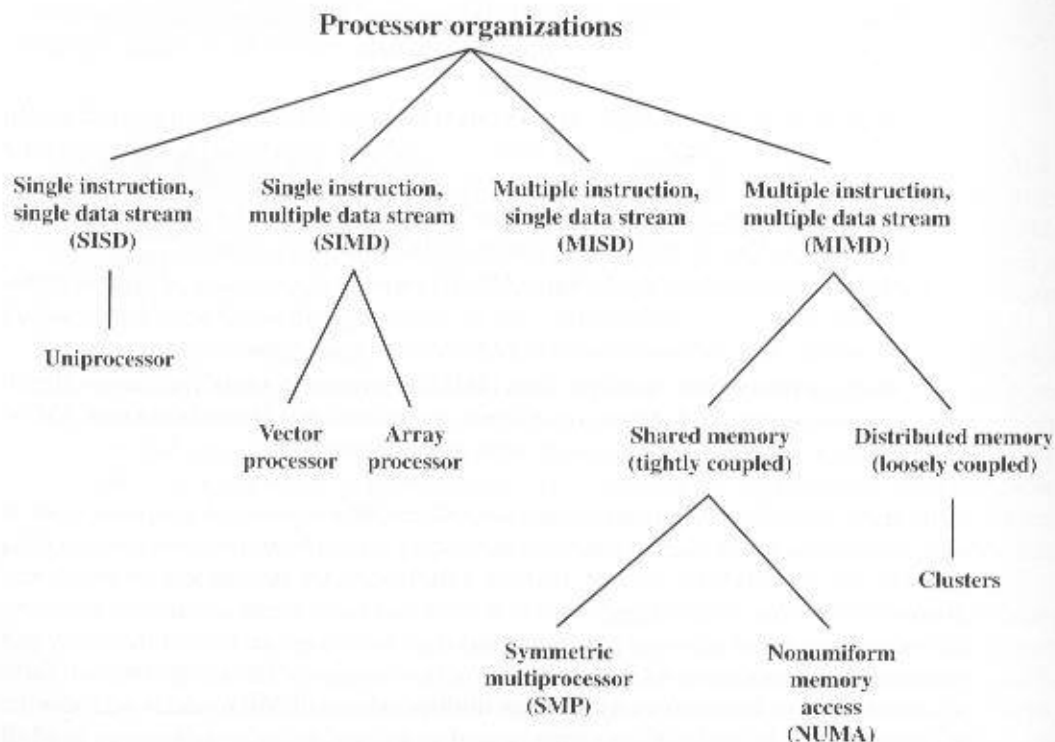 Processor organizations
Single instruction,
single data stream
(SISD)
Single instruction,
multiple data stream
(SIMD)
Multiple instruction,
single data stream
(MISD)
Multiple instruction,
multiple data stream
(MIMD)
Uniprocessor
Vector
processor
Array
processor
Shared memory
(tightly coupled)
Distributed memory
(loosely coupled)
Clusters
Symmetric
multiprocessor
(SMP)
Nonuniform
memory
access
(NUMA)